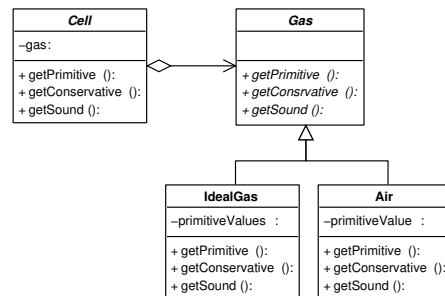 Cell
–gas:
+ getPrimitive ():
+ getConservative ():
+ getSound ():
Gas
+ getPrimitive ():
+ getConsrvative ():
+ getSound ():
IdealGas
–primitiveValues :
+ getPrimitive ():
+ getConservative ():
+ getSound ():
Air
–primitiveValue :
+ getPrimitive ():
+ getConservative ():
+ getSound ():